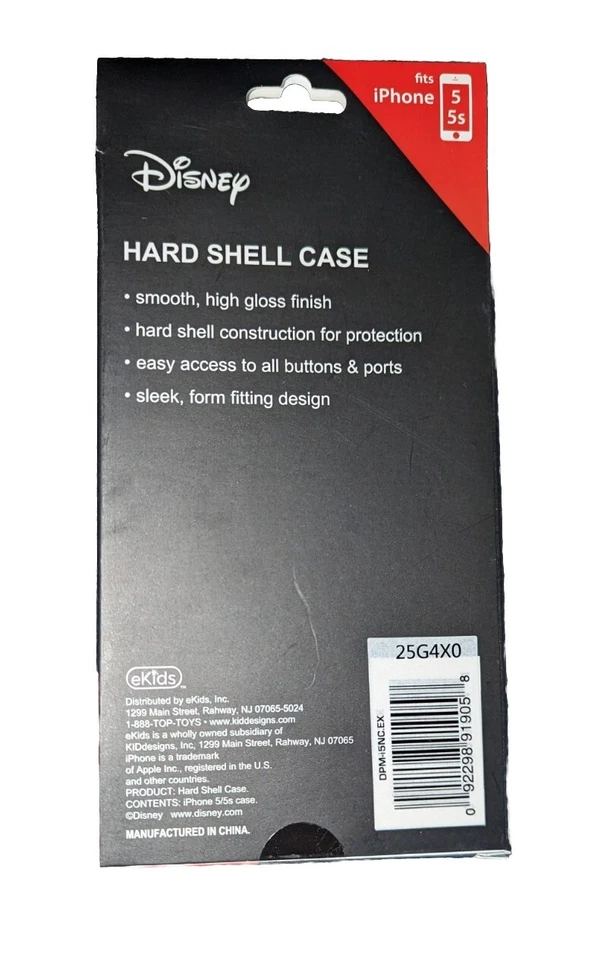 fits
iPhone 5
5s
Disney
HARD SHELL CASE
• smooth, high gloss finish
• hard shell construction for protection
• easy access to all buttons & ports
• sleek, form fitting design
eKids™
Distributed by eKids, Inc.
1299 Main Street, Rahway, NJ 07065-5024
1-888-TOP-TOYS • www.kiddesigns.com
eKids is a wholly owned subsidiary of
KIDdesigns, Inc, 1299 Main Street, Rahway, NJ 07065
iPhone is a trademark
of Apple Inc., registered in the U.S.
and other countries.
PRODUCT: Hard Shell Case.
CONTENTS: iPhone 5/5s case.
©Disney www.disney.com
MANUFACTURED IN CHINA.
25G4X0
DPM-i5NC.EX
0 92298 91905 8